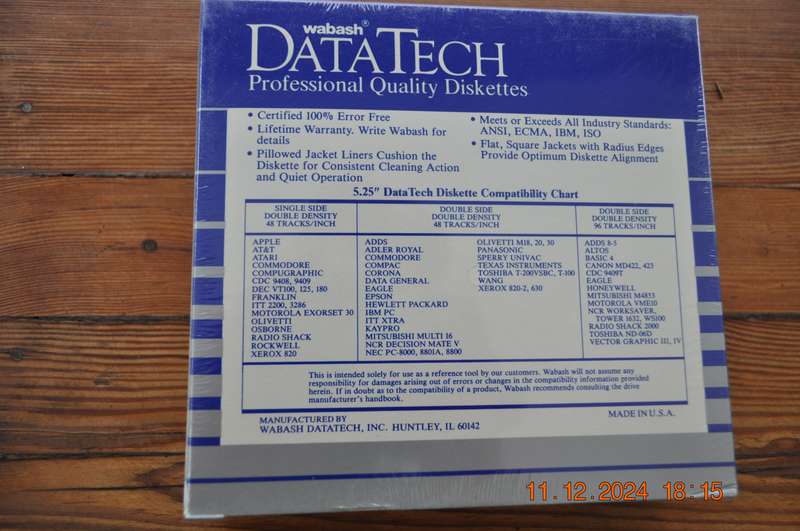 wabash®
DATATECH
Professional Quality Diskettes
• Certified 100% Error Free
• Lifetime Warranty. Write Wabash for
details
• Pillowed Jacket Liners Cushion the
Diskette for Consistent Cleaning Action
and Quiet Operation
• Meets or Exceeds All Industry Standards:
ANSI, ECMA, IBM, ISO
• Flat, Square Jackets with Radius Edges
Provide Optimum Diskette Alignment
5.25" DataTech Diskette Compatibility Chart
SINGLE SIDE
DOUBLE DENSITY
48 TRACKS/INCH
APPLE
AT&T
ATARI
COMMODORE
COMPUGRAPHIC
CDC 9408, 9409
DEC VT100, 125, 180
FRANKLIN
ITT 2200, 3286
MOTOROLA EXORSET 30
OLIVETTI
OSBORNE
RADIO SHACK
ROCKWELL
XEROX 820
DOUBLE SIDE
DOUBLE DENSITY
48 TRACKS/INCH
ADDS
ADLER ROYAL
COMMODORE
COMPAC
CORONA
DATA GENERAL
EAGLE
EPSON
HEWLETT PACKARD
IBM PC
ITT XTRA
KAYPRO
MITSUBISHI MULTI 16
NCR DECISION MATE V
NEC PC-8000, 8801A, 8800
OLIVETTI M18, 20, 30
PANASONIC
SPERRY UNIVAC
TEXAS INSTRUMENTS
TOSHIBA T-200VSBC, T-100
WANG
XEROX 820-2, 630
DOUBLE SIDE
DOUBLE DENSITY
96 TRACKS/INCH
ADDS 8-5
ALTOS
BASIC 4
CANON MD422, 423
CDC 9409T
EAGLE
HONEYWELL
MITSUBISHI M4853
MOTOROLA VME10
NCR WORKSAVER,
TOWER 1632, WS100
RADIO SHACK 2000
TOSHIBA ND-06D
VECTOR GRAPHIC III, IV
This is intended solely for use as a reference tool by our customers. Wabash will not assume any
responsibility for damages arising out of errors or changes in the compatibility information provided
herein. If in doubt as to the compatibility of a product, Wabash recommends consulting the drive
manufacturer's handbook.
MANUFACTURED BY
WABASH DATATECH, INC. HUNTLEY, IL 60142
MADE IN U.S.A.
11.12.2024 18:15